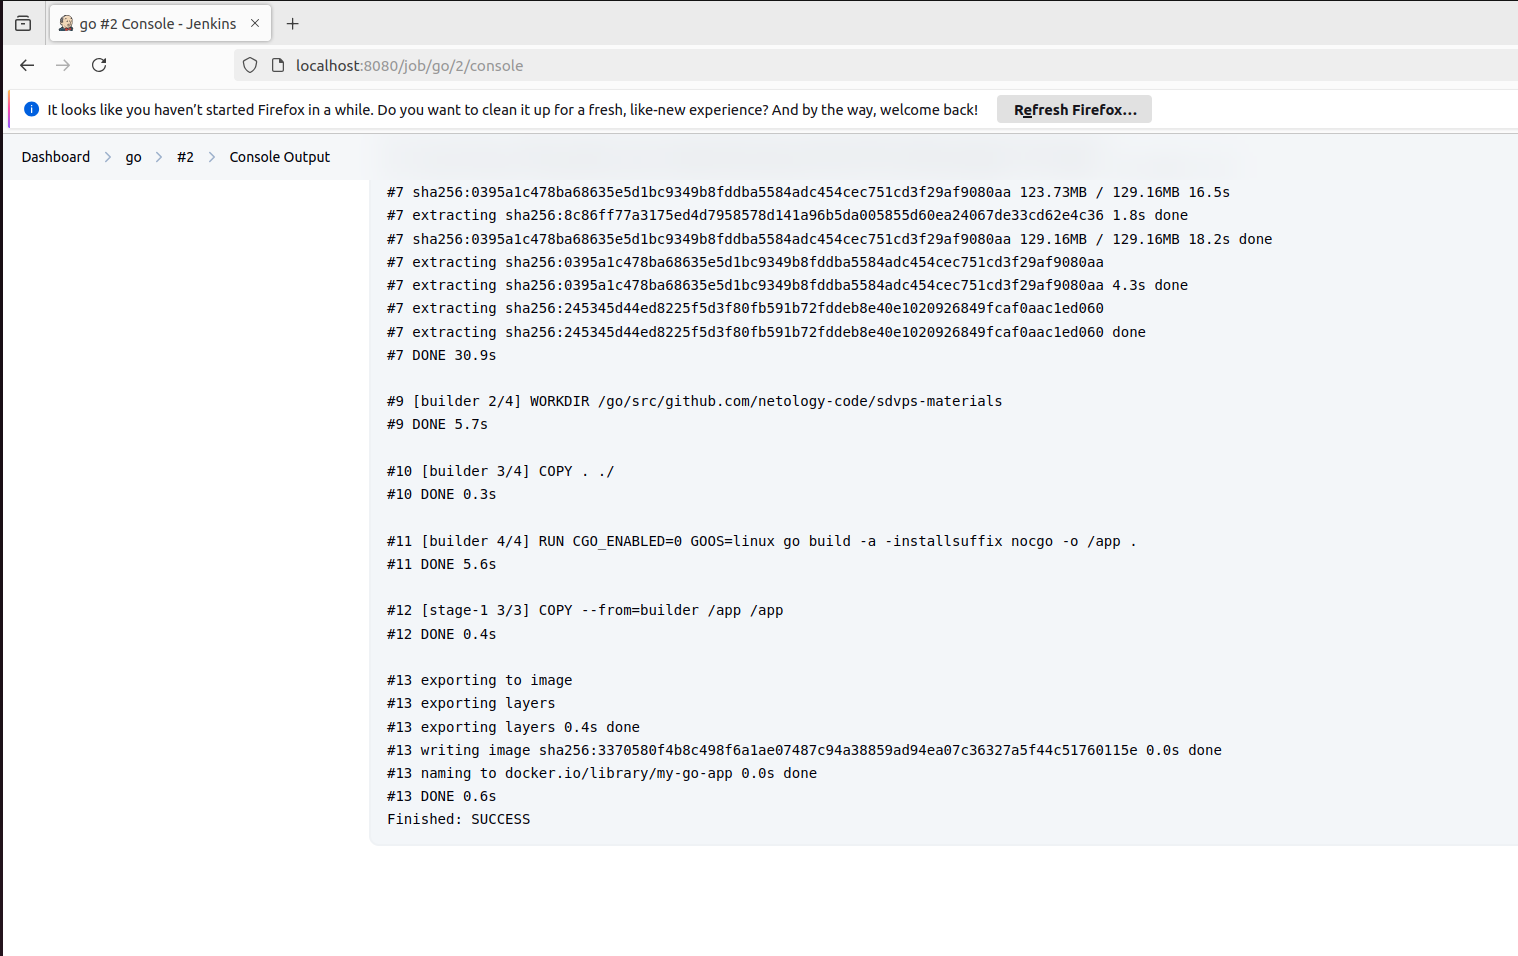 go #2 Console - Jenkins
localhost:8080/job/go/2/console
It looks like you haven’t started Firefox in a while. Do you want to clean it up for a fresh, like-new experience? And by the way, welcome back! Refresh Firefox...
Dashboard go #2 Console Output
#7 sha256:0395a1c478ba68635e5d1bc9349b8fddba5584adc454cec751cd3f29af9080aa 123.73MB / 129.16MB 16.5s
#7 extracting sha256:8c86ff77a3175ed4d7958578d141a96b5da005855d60ea24067de33cd62e4c36 1.8s done
#7 sha256:0395a1c478ba68635e5d1bc9349b8fddba5584adc454cec751cd3f29af9080aa 129.16MB / 129.16MB 18.2s done
#7 extracting sha256:0395a1c478ba68635e5d1bc9349b8fddba5584adc454cec751cd3f29af9080aa
#7 extracting sha256:0395a1c478ba68635e5d1bc9349b8fddba5584adc454cec751cd3f29af9080aa 4.3s done
#7 extracting sha256:245345d44ed8225f5d3f80fb591b72fddeb8e40e1020926849fcaf0aac1ed060
#7 extracting sha256:245345d44ed8225f5d3f80fb591b72fddeb8e40e1020926849fcaf0aac1ed060 done
#7 DONE 30.9s
#9 [builder 2/4] WORKDIR /go/src/github.com/netology-code/sdvps-materials
#9 DONE 5.7s
#10 [builder 3/4] COPY . ./
#10 DONE 0.3s
#11 [builder 4/4] RUN CGO_ENABLED=0 GOOS=linux go build -a -installsuffix nocgo -o /app .
#11 DONE 5.6s
#12 [stage-1 3/3] COPY --from=builder /app /app
#12 DONE 0.4s
#13 exporting to image
#13 exporting layers
#13 exporting layers 0.4s done
#13 writing image sha256:3370580f4b8c498f6a1ae07487c94a38859ad94ea07c36327a5f44c51760115e 0.0s done
#13 naming to docker.io/library/my-go-app 0.0s done
#13 DONE 0.6s
Finished: SUCCESS